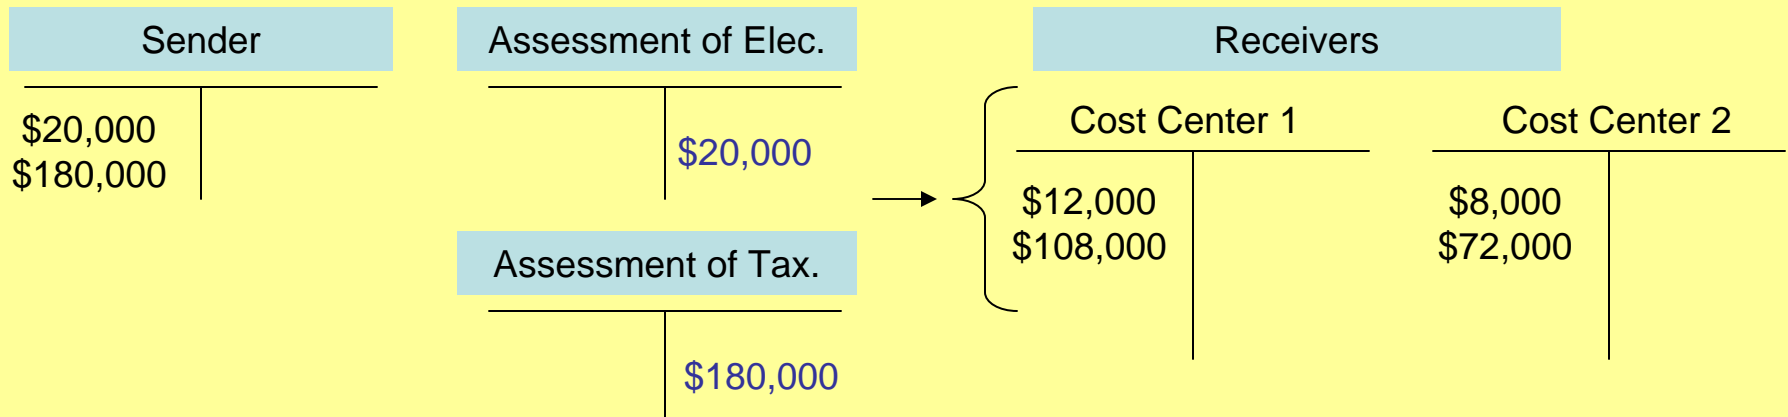 Sender
$20,000
$180,000
Assessment of Elec.
$20,000
Assessment of Tax.
$180,000
Receivers
Cost Center 1
$12,000
$108,000
Cost Center 2
$8,000
$72,000